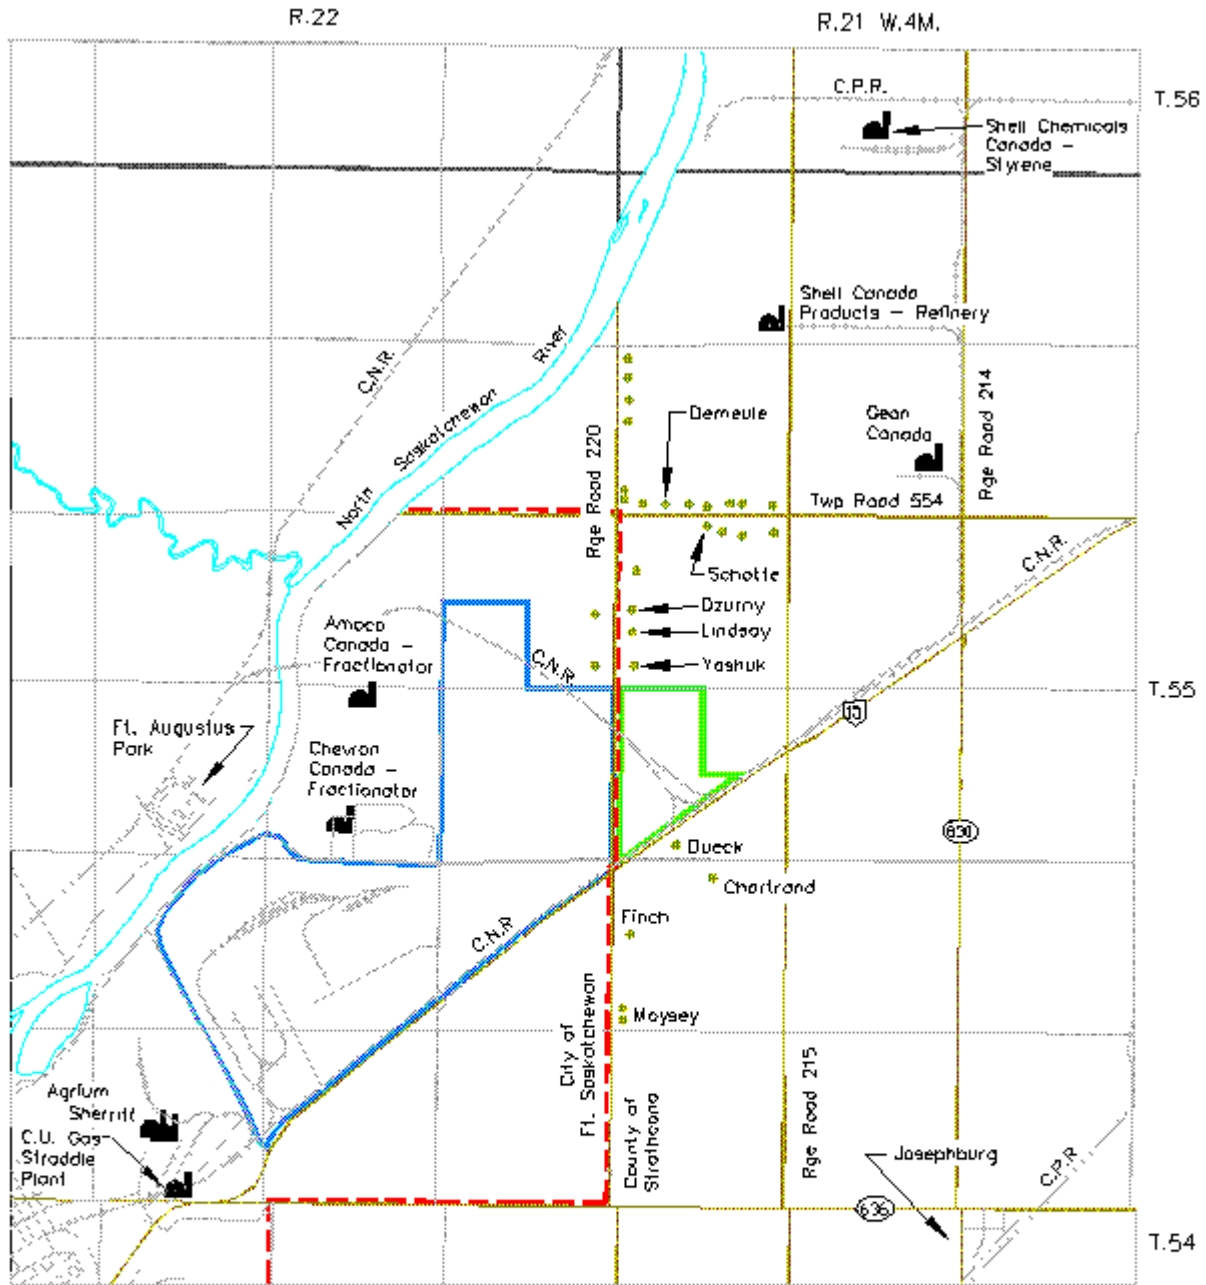 R.22
R.21 W.4M.
C.P.R.
T.56
Shell Chemicals
Canada –
Styrene
Shell Canada
Products – Refinery
C.N.R.
River
Saskatchewan
North
Demeule
Rge Road 220
Gean
Canada
Rge Road 214
Twp Road 554
C.N.R.
Schotte
Dzurny
Lindsay
Yashuk
Amoco
Canada –
Fractionator
C.N.R.
T.55
Ft. Augustus
Park
15
Chevron
Canada –
Fractionator
830
Dueck
Chartrand
Finch
C.N.R
Moysey
City of
Ft. Saskatchewan
County of
Strathcona
Rge Road 215
Agrium
Sherritt
C.U. Gas
Straddle
Plant
Josephburg
C.P.R
636
T.54